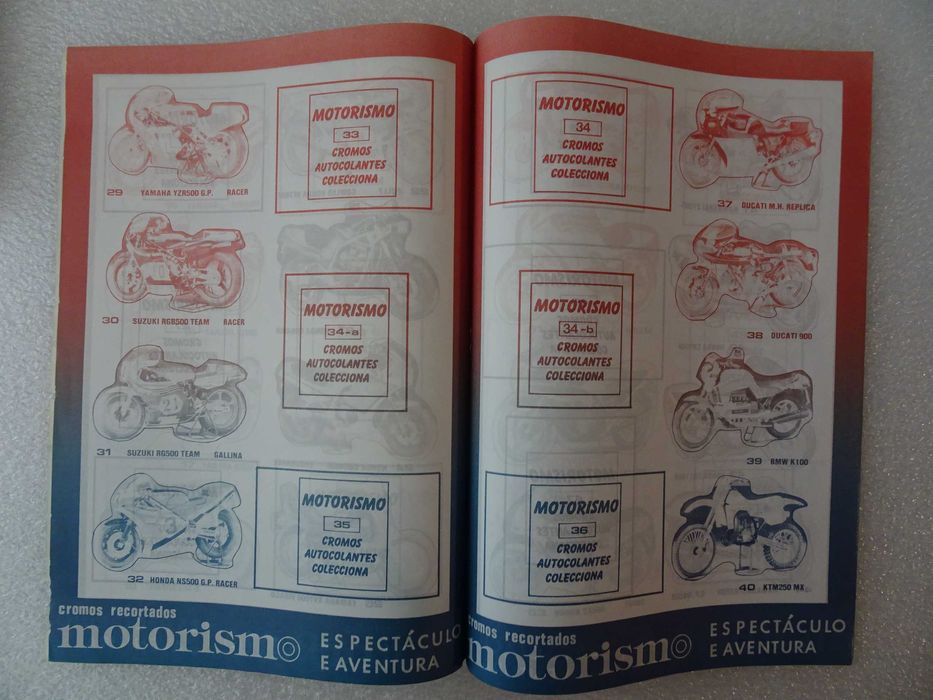 29 YAMAHA YZR500 G.P. RACER
30 SUZUKI RGB500 TEAM RACER
31 SUZUKI RG500 TEAM GALLINA
32 HONDA NS500 G.P. RACER
MOTORISMO
33
CROMOS
AUTOCOLANTES
COLECCIONA
MOTORISMO
34-a
CROMOS
AUTOCOLANTES
COLECCIONA
MOTORISMO
35
CROMOS
AUTOCOLANTES
COLECCIONA
cromos recortados
motorismo
ESPECTÁCULO
E AVENTURA
MOTORISMO
34
CROMOS
AUTOCOLANTES
COLECCIONA
MOTORISMO
34-b
CROMOS
AUTOCOLANTES
COLECCIONA
MOTORISMO
36
CROMOS
AUTOCOLANTES
COLECCIONA
37 DUCATI M.H. REPLICA
38 DUCATI 900
39 BMW K100
40 KTM250 MX
cromos recortados
motorismo
ESPECTÁCULO
E AVENTURA